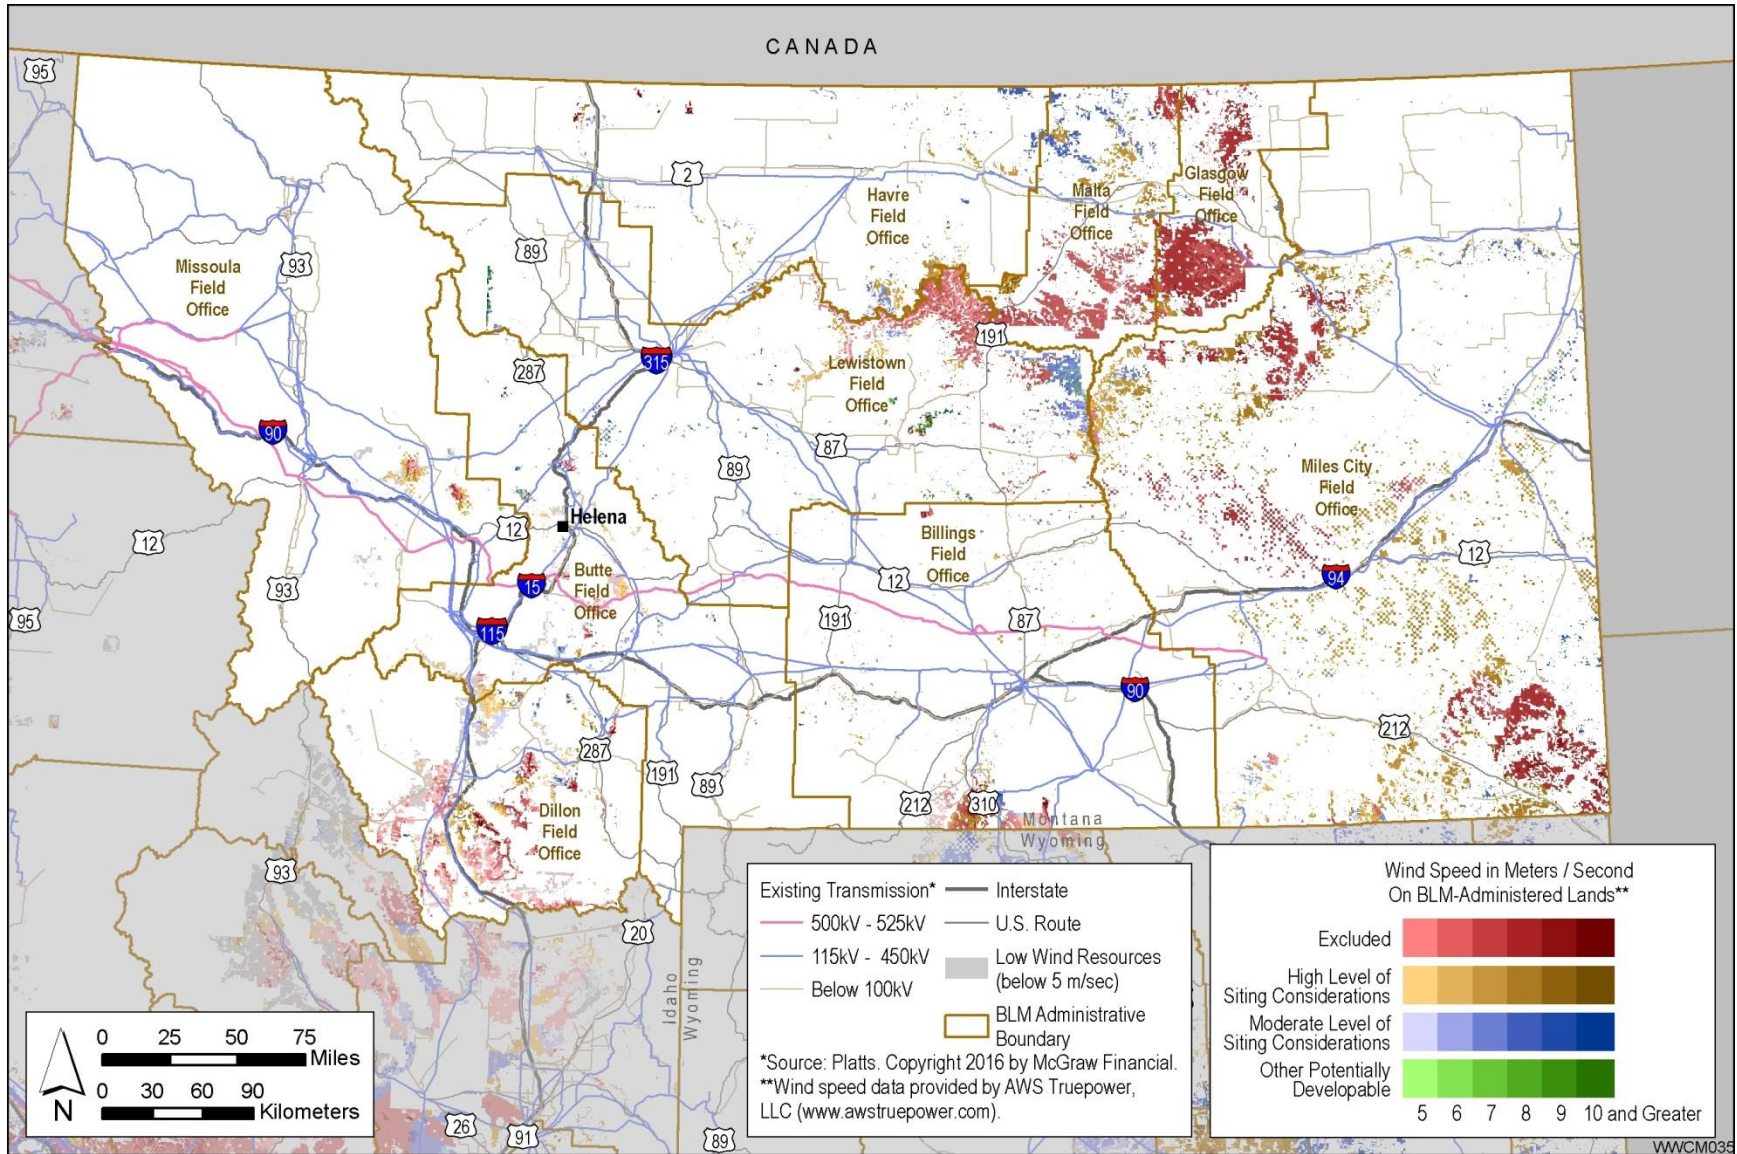 CANADA
95
2
89
93
Missoula
Field
Office
Havre
Field
Office
Malta
Field
Office
Glasgow
Field
Office
191
315
287
Lewistown
Field
Office
90
87
89
12
Helena
12
Billings
Field
Office
Miles City
Field
Office
12
94
12
93
95
15
Butte
Field
Office
115
191
87
90
212
287
191
89
212
310
Dillon
Field
Office
Montana
Wyoming
93
20
Idaho
Wyoming
26
91
89
0 25 50 75
Miles
0 30 60 90
Kilometers
N
Existing Transmission*
500kV - 525kV
115kV - 450kV
Below 100kV
Interstate
U.S. Route
Low Wind Resources
(below 5 m/sec)
BLM Administrative
Boundary
*Source: Platts. Copyright 2016 by McGraw Financial.
**Wind speed data provided by AWS Truepower,
LLC (www.awstruepower.com).
Wind Speed in Meters / Second
On BLM-Administered Lands**
Excluded
High Level of
Siting Considerations
Moderate Level of
Siting Considerations
Other Potentially
Developable
5 6 7 8 9 10 and Greater
WWCM035